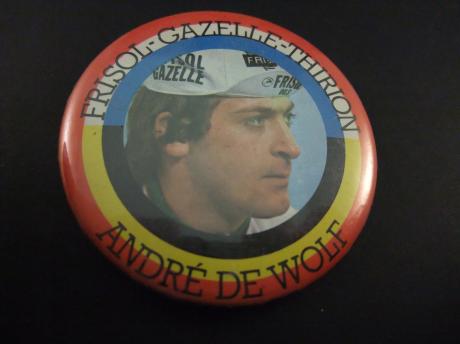 FRISOL-GAZELLE-THIRION
FRISOL
GAZELLE
FRISOL
ANDRÉ DE WOLF